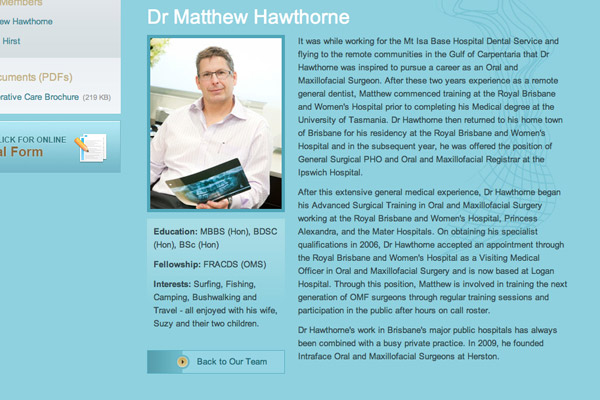 Members
Dr Matthew Hawthorne
ew Hawthorne
Hirst
cuments (PDFs)
rative Care Brochure (219 KB)
LICK FOR ONLINE
al Form
It was while working for the Mt Isa Base Hospital Dental Service and
flying to the remote communities in the Gulf of Carpentaria that Dr
Hawthorne was inspired to pursue a career as an Oral and
Maxillofacial Surgeon. After these two years experience as a remote
general dentist, Matthew commenced training at the Royal Brisbane
and Women's Hospital prior to completing his Medical degree at the
University of Tasmania. Dr Hawthorne then returned to his home town
of Brisbane for his residency at the Royal Brisbane and Women's
Hospital and in the subsequent year, he was offered the position of
General Surgical PHO and Oral and Maxillofacial Registrar at the
Ipswich Hospital.
After this extensive general medical experience, Dr Hawthorne began
his Advanced Surgical Training in Oral and Maxillofacial Surgery
working at the Royal Brisbane and Women's Hospital, Princess
Alexandra, and the Mater Hospitals. On obtaining his specialist
qualifications in 2006, Dr Hawthorne accepted an appointment through
the Royal Brisbane and Women's Hospital as a Visiting Medical
Officer in Oral and Maxillofacial Surgery and is now based at Logan
Hospital. Through this position, Matthew is involved in training the next
generation of OMF surgeons through regular training sessions and
participation in the public after hours on call roster.
Dr Hawthorne's work in Brisbane's major public hospitals has always
been combined with a busy private practice. In 2009, he founded
Intraface Oral and Maxillofacial Surgeons at Herston.
Education: MBBS (Hon), BDSC
(Hon), BSc (Hon)
Fellowship: FRACDS (OMS)
Interests: Surfing, Fishing,
Camping, Bushwalking and
Travel - all enjoyed with his wife,
Suzy and their two children.
Back to Our Team